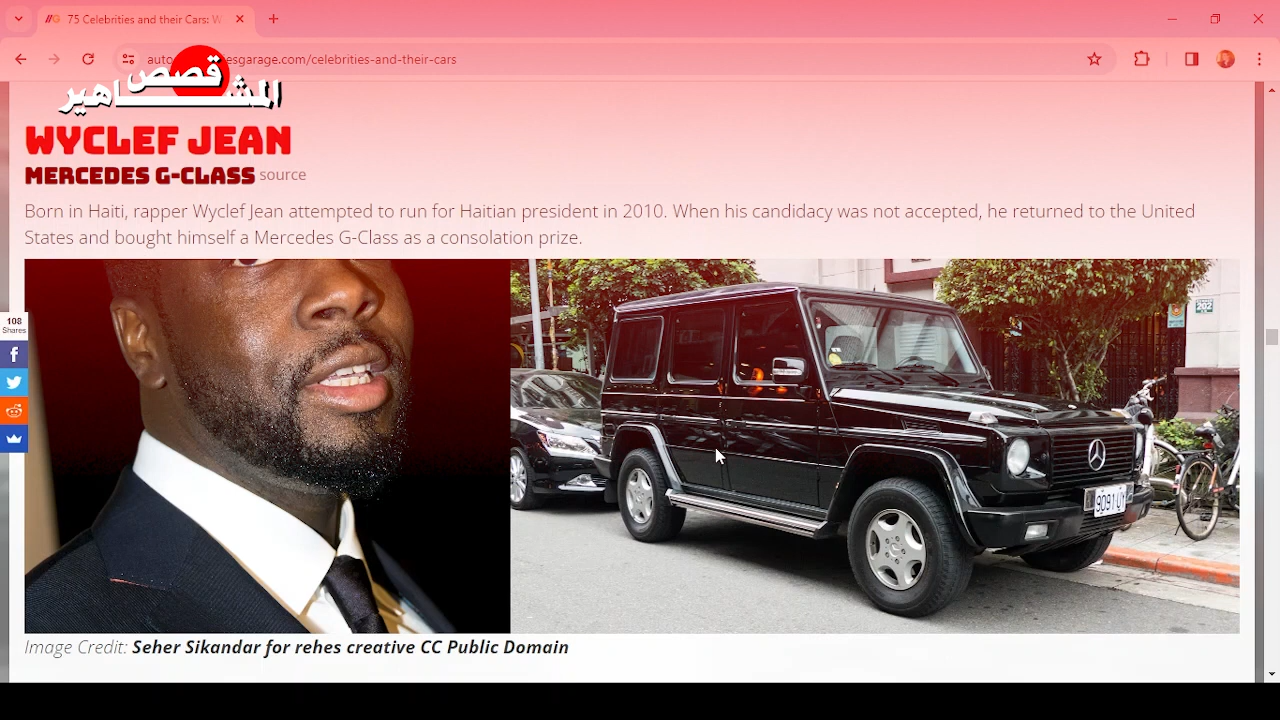 75 Celebrities and their Cars: W
esgarage.com/celebrities-and-their-cars
قصص
المشاهير
WYCLEF JEAN
MERCEDES G-CLASS source
Born in Haiti, rapper Wyclef Jean attempted to run for Haitian president in 2010. When his candidacy was not accepted, he returned to the United
States and bought himself a Mercedes G-Class as a consolation prize.
108
Shares
202
9091
Image Credit: Seher Sikandar for rehes creative CC Public Domain